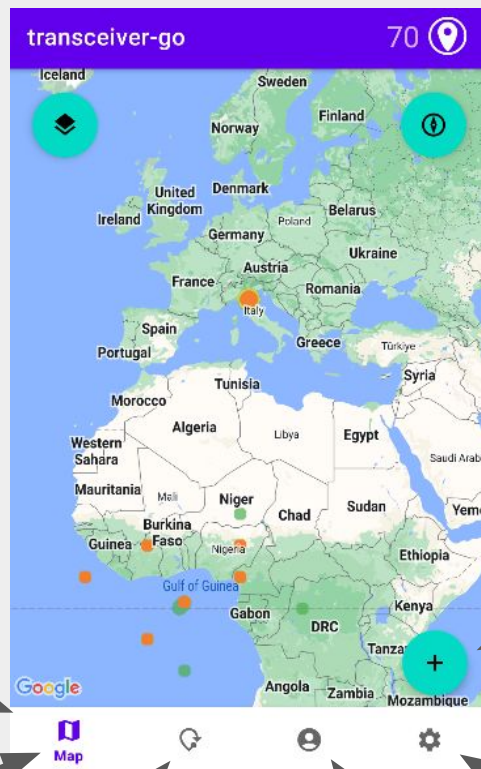 transceiver-go 70
Iceland
Sweden
Finland
Norway
United
Kingdom
Denmark
Ireland
Poland
Belarus
Germany
Ukraine
Austria
France
Romania
Italy
Spain
Portugal
Greece
Türkiye
Syria
Tunisia
Morocco
Algeria
Libya
Egypt
Western
Sahara
Saudi Arab
Mauritania
Mali
Niger
Chad
Sudan
Yeme
Burkina
Faso
Guinea
Nigeria
Ethiopia
Gulf of Guinea
Gabon
Kenya
DRC
Tanza
Google
Angola
Zambia
Mozambique
Map